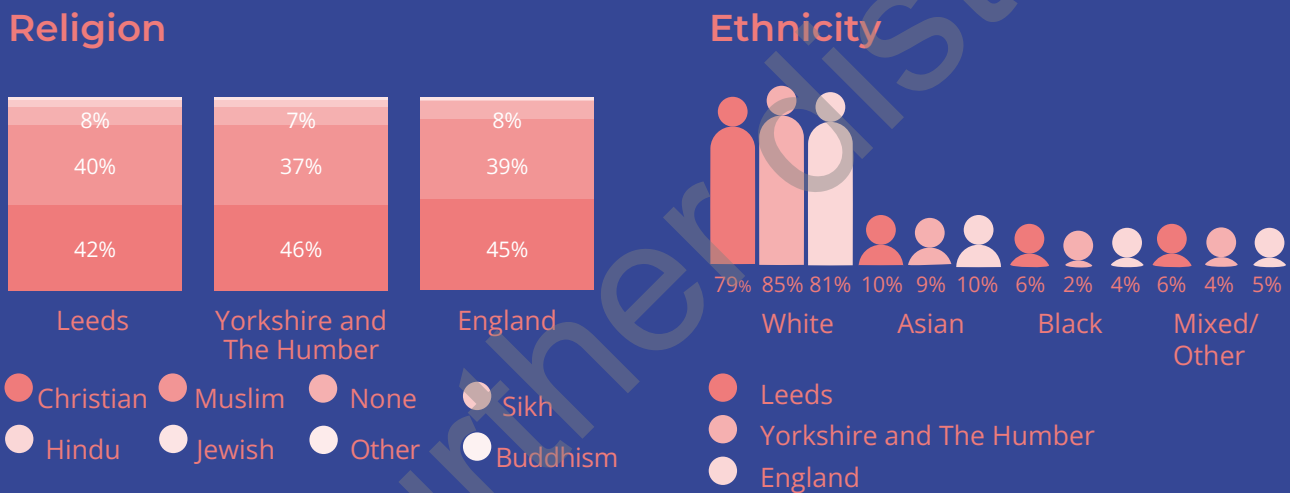 Religion
8%
40%
42%
7%
37%
46%
8%
39%
45%
Leeds
Yorkshire and
The Humber
England
Christian
Muslim
None
Sikh
Hindu
Jewish
Other
Buddhism
Ethnicity
79% 85% 81% 10% 9% 10% 6% 2% 4% 6% 4% 5%
White
Asian
Black
Mixed/
Other
Leeds
Yorkshire and The Humber
England